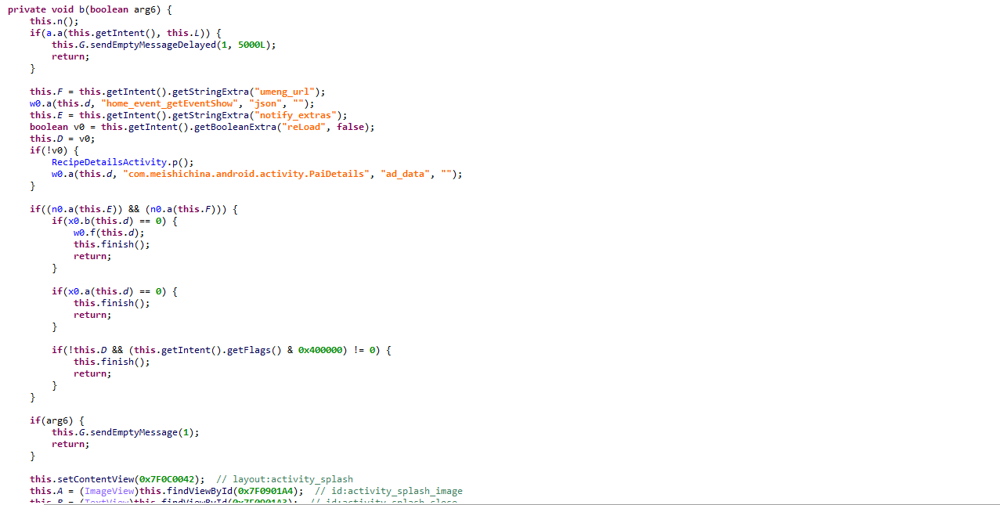 private void b(boolean arg6) {
    this.n();
    if(a.a(this.getIntent(), this.L)) {
        this.G.sendEmptyMessageDelayed(1, 5000L);
        return;
    }

    this.F = this.getIntent().getStringExtra("umeng_url");
    w0.a(this.d, "home_event_getEventShow", "json", "");
    this.E = this.getIntent().getStringExtra("notify_extras");
    boolean v0 = this.getIntent().getBooleanExtra("reLoad", false);
    this.D = v0;
    if(!v0) {
        RecipeDetailsActivity.p();
        w0.a(this.d, "com.meishichina.android.activity.PaiDetails", "ad_data", "");
    }

    if((n0.a(this.E)) && (n0.a(this.F))) {
        if(x0.b(this.d) == 0) {
            w0.f(this.d);
            this.finish();
            return;
        }

        if(x0.a(this.d) == 0) {
            this.finish();
            return;
        }

        if(!this.D && (this.getIntent().getFlags() & 0x400000) != 0) {
            this.finish();
            return;
        }
    }

    if(arg6) {
        this.G.sendEmptyMessage(1);
        return;
    }

    this.setContentView(0x7F0C0042);  // layout:activity_splash
    this.A = (ImageView)this.findViewById(0x7F0901A4);  // id:activity_splash_image
    this.B = (TextView)this.findViewById(0x7F0901A3);  // id:activity_splash_close